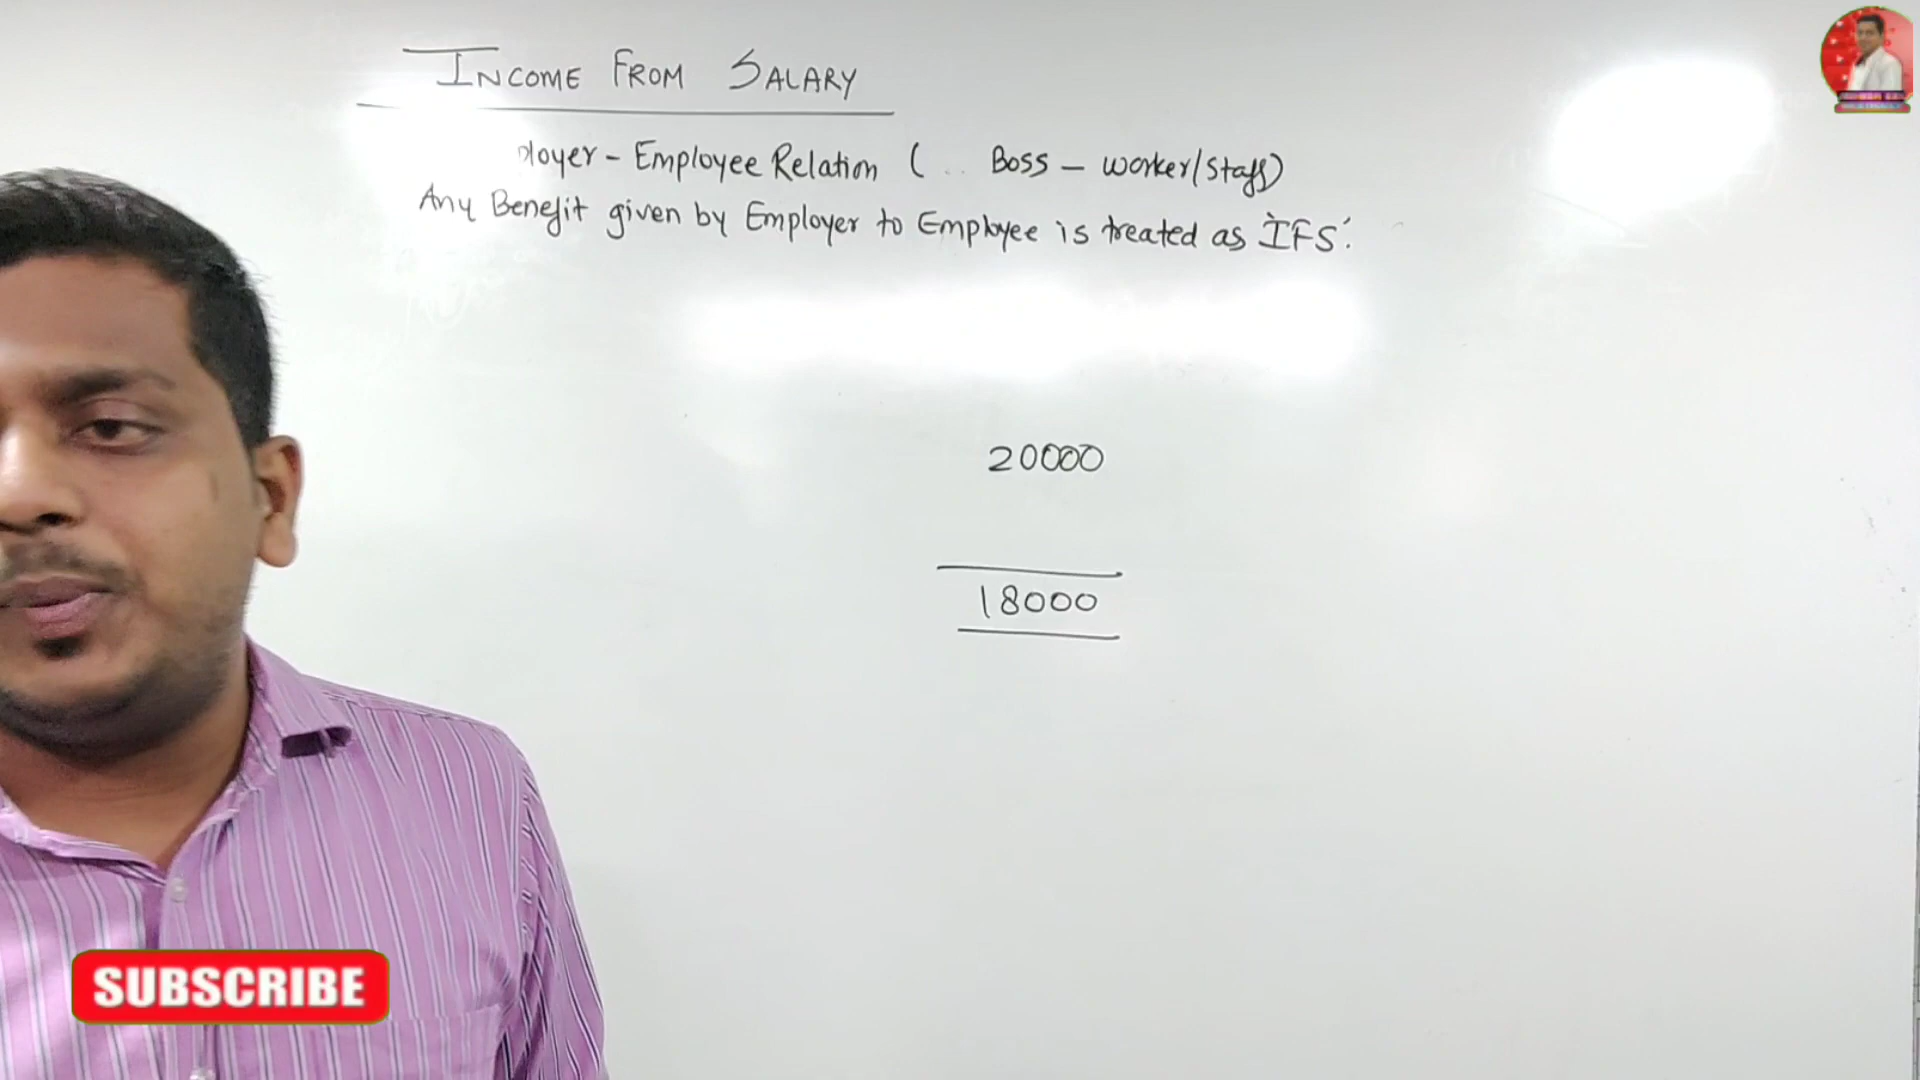 INCOME FROM SALARY
ployer - Employee Relation ( .. Boss - worker/staff)
Any Benefit given by Employer to Employee is treated as IFS.
20000
18000
SUBSCRIBE